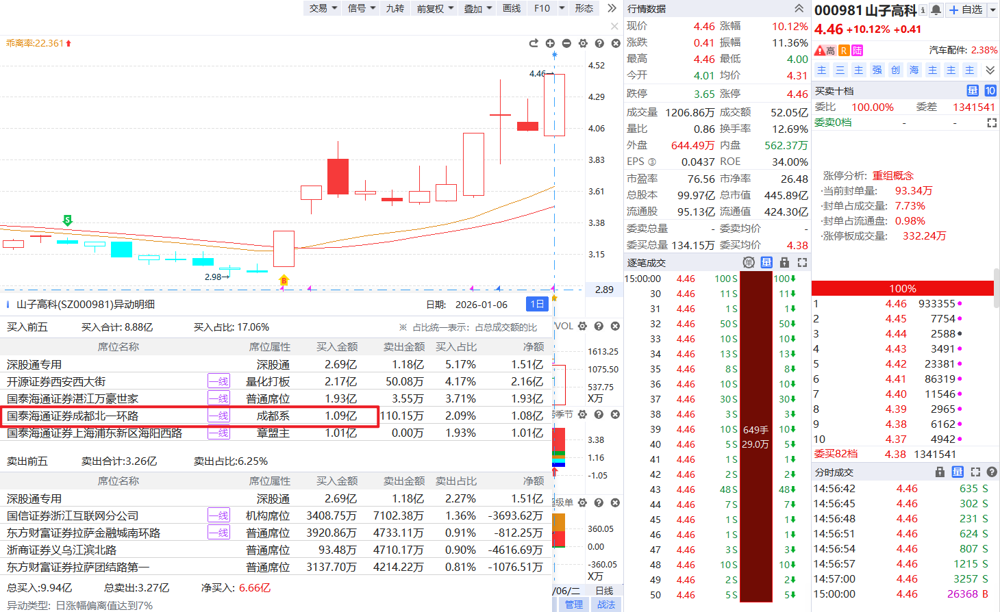 交易 信号 九转 前复权 叠加 画线 F10 形态
乖离率:22.361
4.52
4.29
4.06
3.83
3.61
3.38
3.15
2.89
4.46
S
2.98
B
山子高科(SZ000981)异动明细 日期: 2026-01-06 1日
买入前五 买入合计: 8.88亿 买入占比: 17.06% ※ 占比统一表示：占总成交额的比
席位名称 席位属性 买入金额 卖出金额 买入占比 净额
深股通专用 深股通 2.69亿 1.18亿 5.17% 1.51亿
开源证券西安西大街 一线 量化打板 2.17亿 50.08万 4.17% 2.16亿
国泰海通证券湛江万豪世家 一线 普通席位 1.93亿 3.55万 3.71% 1.93亿
国泰海通证券成都北一环路 一线 成都系 1.09亿 110.15万 2.09% 1.08亿
国泰海通证券上海浦东新区海阳西路 一线 章盟主 1.01亿 0.00万 1.93% 1.01亿
卖出前五 卖出合计:3.26亿 卖出占比:6.25%
席位名称 席位属性 买入金额 卖出金额 卖出占比 净额
深股通专用 深股通 2.69亿 1.18亿 2.27% 1.51亿
国信证券浙江互联网分公司 一线 机构席位 3408.75万 7102.38万 1.36% -3693.62万
东方财富证券拉萨金融城南环路 一线 普通席位 3920.86万 4733.11万 0.91% -812.25万
浙商证券义乌江滨北路 普通席位 93.48万 4710.17万 0.90% -4616.69万
东方财富证券拉萨团结路第一 普通席位 3137.70万 4214.22万 0.81% -1076.51万
总买入:9.94亿 总卖出:3.27亿 净买入: 6.66亿
异动类型: 日涨幅偏离值达到7%
VOL
1613.25
1075.50
537.75
X万
季节
3.38
1.16
-1.05
级单
360.05
0.00
-360.05
X万
/06/二 日线
管理 战法
行情数据
现价 4.46 涨幅 10.12%
涨跌 0.41 振幅 11.36%
最高 4.46 最低 4.00
今开 4.01 均价 4.31
跌停 3.65 涨停 4.46
成交量 1206.86万 成交额 52.05亿
量比 0.86 换手率 12.69%
外盘 644.49万 内盘 562.37万
EPS ③ 0.0437 ROE 34.00%
市盈率 76.56 市净率 26.48
总股本 99.97亿 总市值 445.89亿
流通股 95.13亿 流通值 424.30亿
委卖总量 - 委卖均价 -
委买总量 134.15万 委买均价 4.38
逐笔成交 单 量
15:00:00 4.46 100 S 100
30 4.46 11 S 11
31 4.46 1 S 1
32 4.46 50 S 50
33 4.46 10 S 10
34 4.46 13 S 13
35 4.46 8 S 8
36 4.46 10 S 10
37 4.46 30 S 30
38 4.46 3 S 3
39 4.46 10 S 649手 10
40 4.46 5 S 29.0万 5
41 4.46 1 S 1
42 4.46 2 S 2
43 4.46 48 S 48
44 4.46 7 S 7
45 4.46 1 S 1
46 4.46 1 S 1
47 4.46 3 S 3
48 4.46 10 S 10
49 4.46 2 S 2
50 4.46 5 S 5
000981 山子高科 自选
4.46 +10.12% +0.41
高 R 陆 汽车配件: 2.38%
主 三 主 强 创 海 主 主 主
买卖十档 量 10
委比 100.00% 委差 1341541
委卖0档 - -
涨停分析: 重组概念
·当前封单量: 93.34万
·封单占成交量: 7.73%
·封单占流通盘: 0.98%
·涨停板成交量: 332.24万
100%
1 4.46 933355
2 4.45 7754
3 4.44 2588
4 4.43 3491
5 4.42 23381
6 4.41 86319
7 4.40 11546
8 4.39 2965
9 4.38 6162
10 4.37 4942
委买82档 4.38 1341541
分时成交 量
14:56:42 4.46 635 S
14:56:45 4.46 302 S
14:56:48 4.46 231 S
14:56:51 4.46 624 S
14:56:54 4.46 807 S
14:56:57 4.46 1215 S
14:57:00 4.46 3257 S
15:00:00 4.46 26368 B